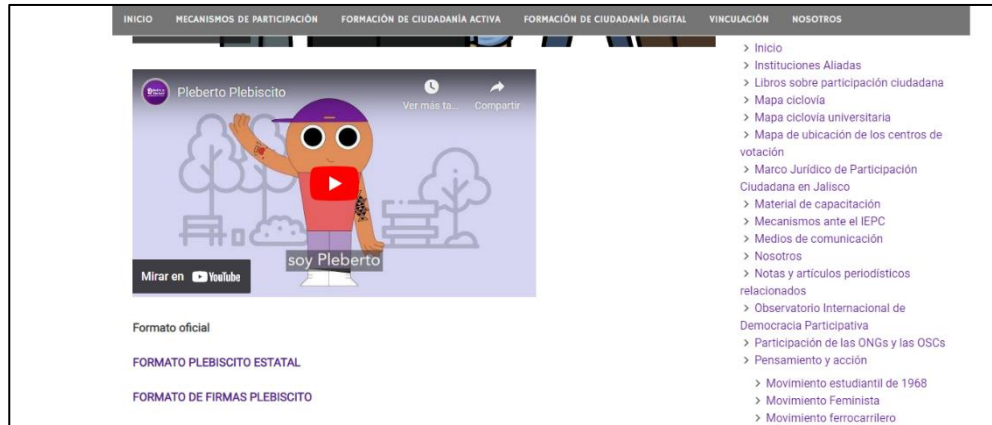 INICIO MECANISMOS DE PARTICIPACIÓN FORMACIÓN DE CIUDADANÍA ACTIVA FORMACIÓN DE CIUDADANÍA DIGITAL VINCULACIÓN NOSOTROS
Pleberto Plebiscito
Ver más ta...
Compartir
soy Pleberto
Mirar en YouTube
Formato oficial
FORMATO PLEBISCITO ESTATAL
FORMATO DE FIRMAS PLEBISCITO
> Inicio
> Instituciones Aliadas
> Libros sobre participación ciudadana
> Mapa ciclovía
> Mapa ciclovía universitaria
> Mapa de ubicación de los centros de
votación
> Marco Jurídico de Participación
Ciudadana en Jalisco
> Material de capacitación
> Mecanismos ante el IEPC
> Medios de comunicación
> Nosotros
> Notas y artículos periodísticos
relacionados
> Observatorio Internacional de
Democracia Participativa
> Participación de las ONGs y las OSCs
> Pensamiento y acción
> Movimiento estudiantil de 1968
> Movimiento Feminista
> Movimiento ferrocarrilero